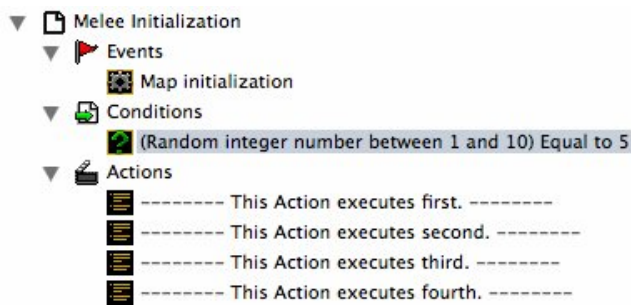 Melee Initialization
Events
Map initialization
Conditions
(Random integer number between 1 and 10) Equal to 5
Actions
-------- This Action executes first. --------
-------- This Action executes second. --------
-------- This Action executes third. --------
-------- This Action executes fourth. --------